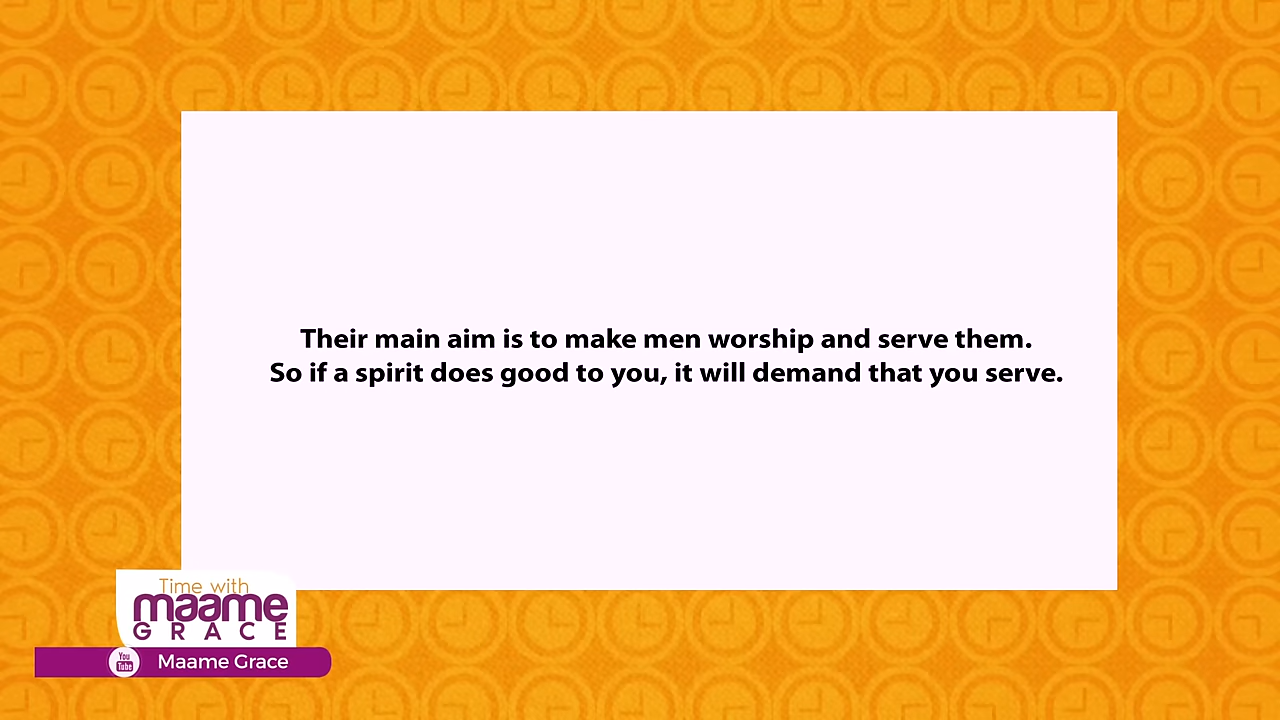 Their main aim is to make men worship and serve them.
So if a spirit does good to you, it will demand that you serve.
Time with
maame
GRACE
You
Tube
Maame Grace